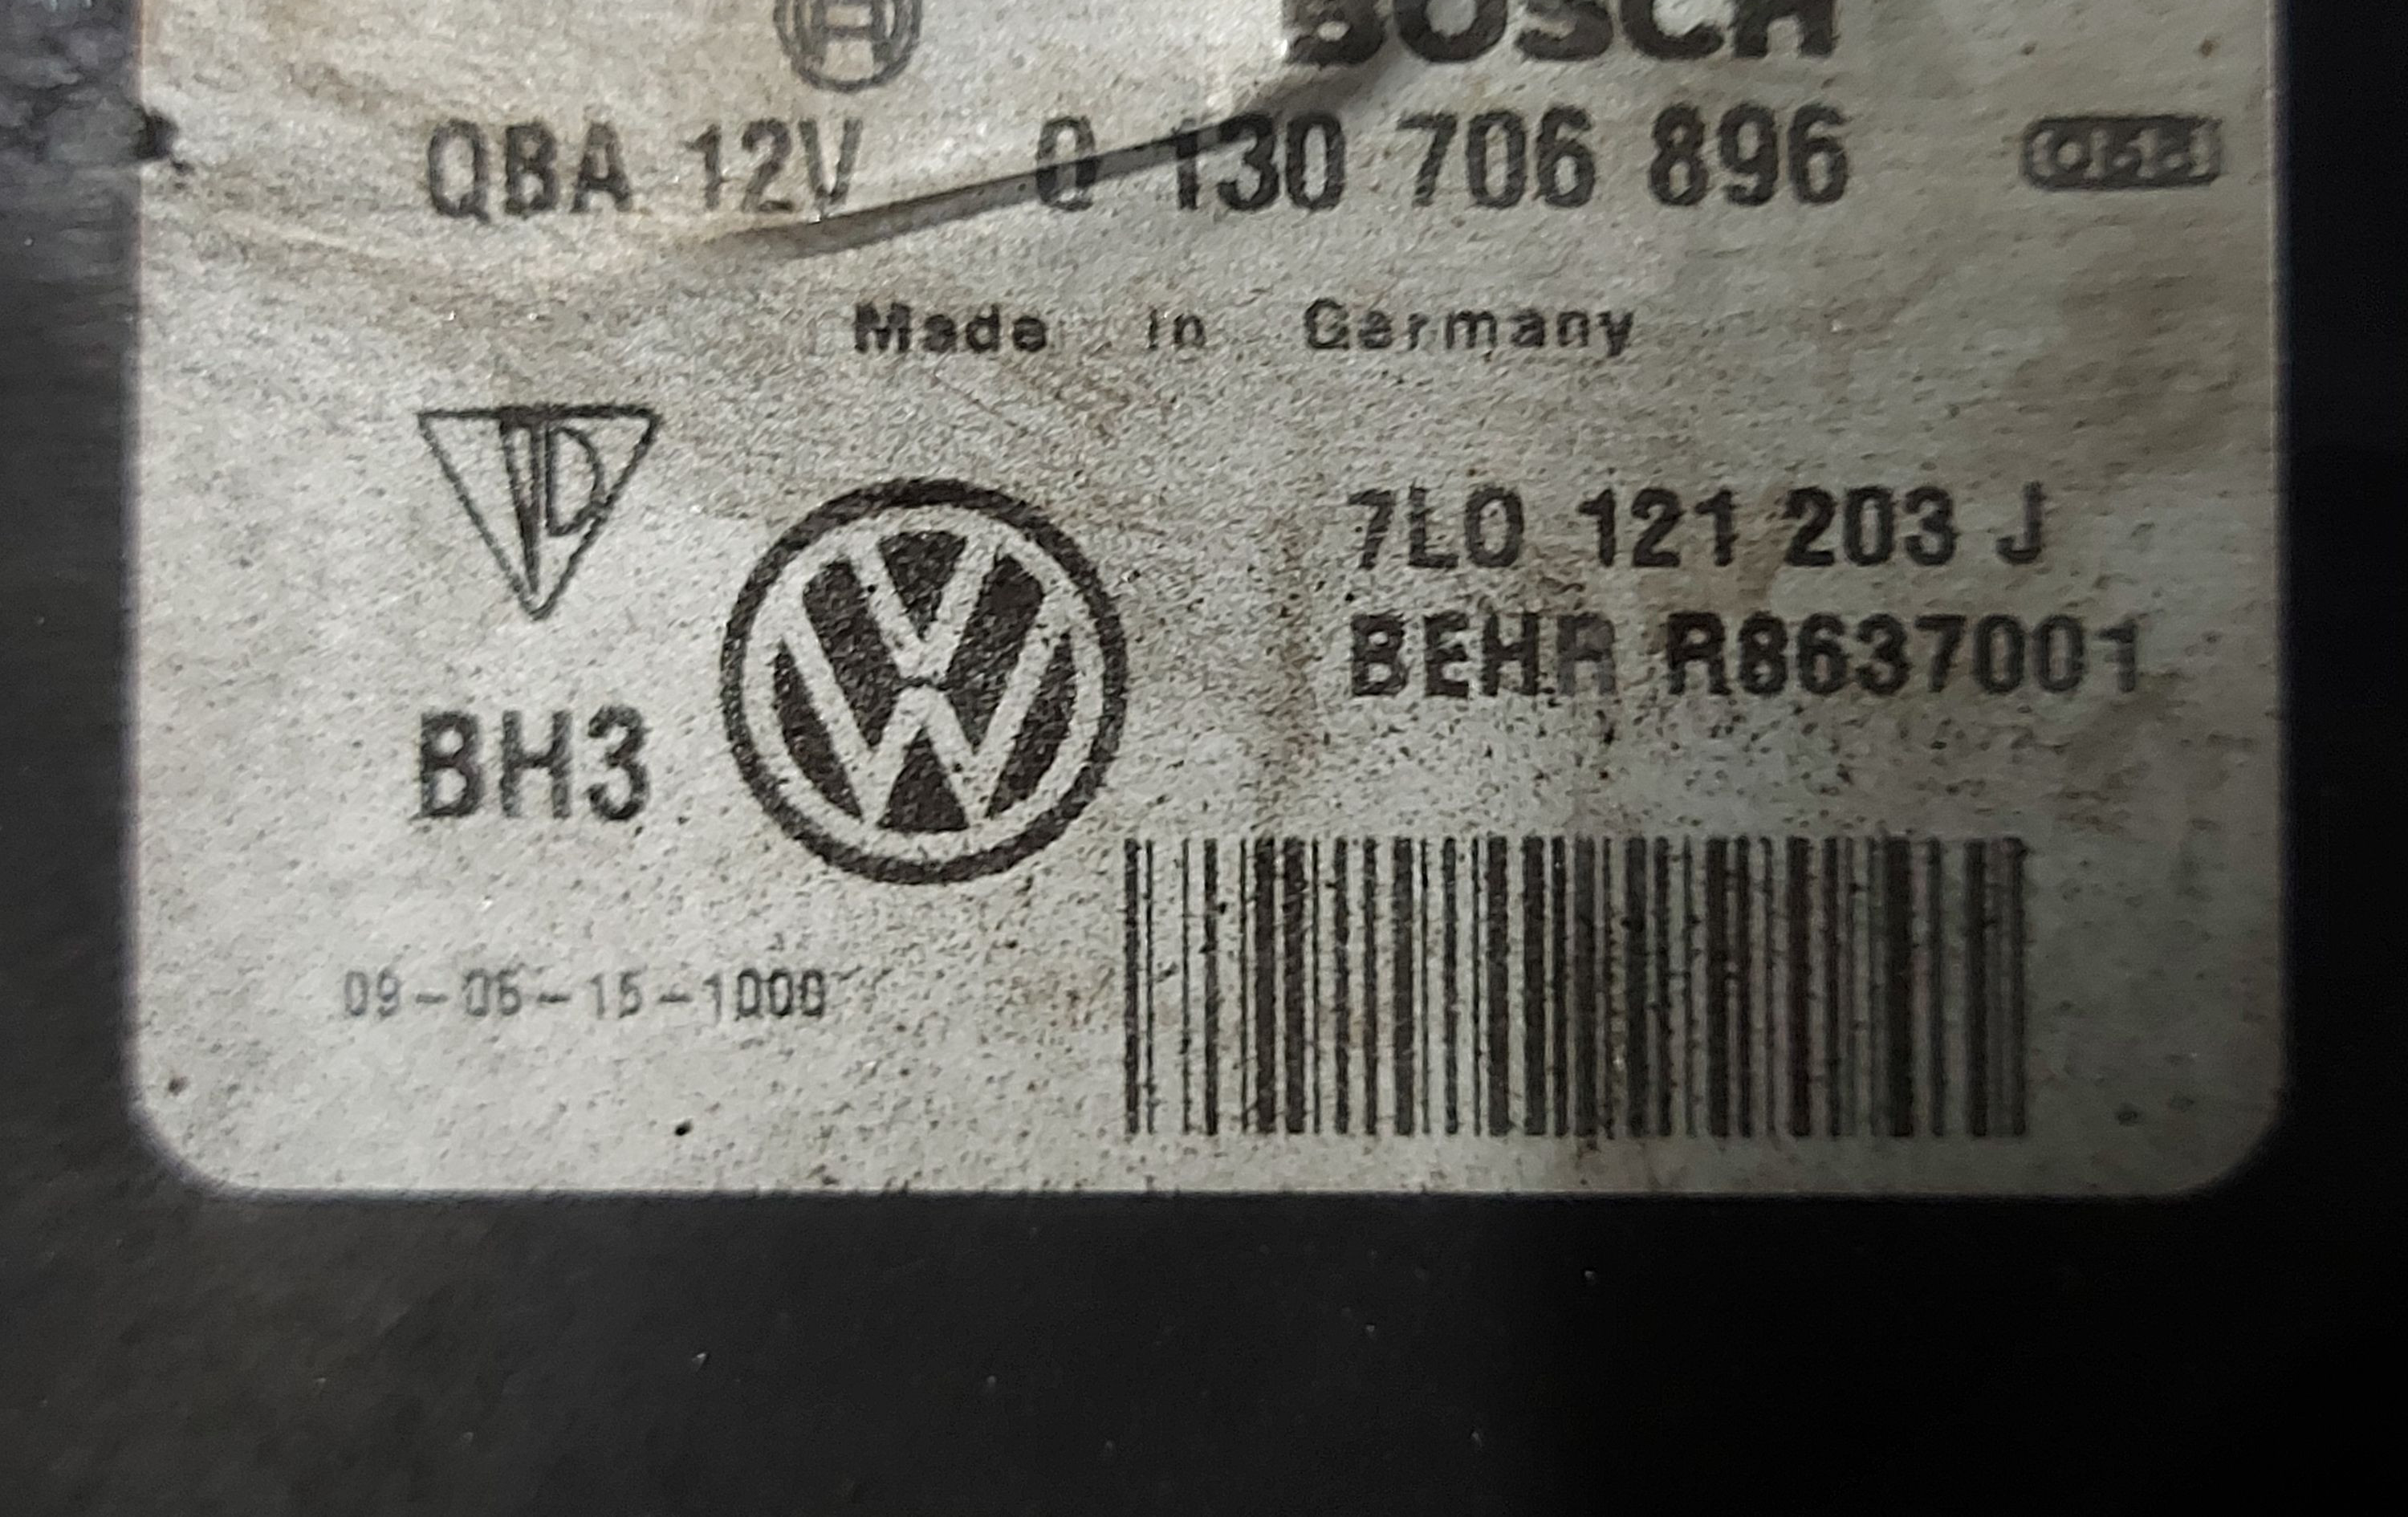 BOSCH
QBA 12V 0 130 706 896 068
Made in Germany
7L0 121 203 J
BEHR R8637001
BH3
09-06-15-1000